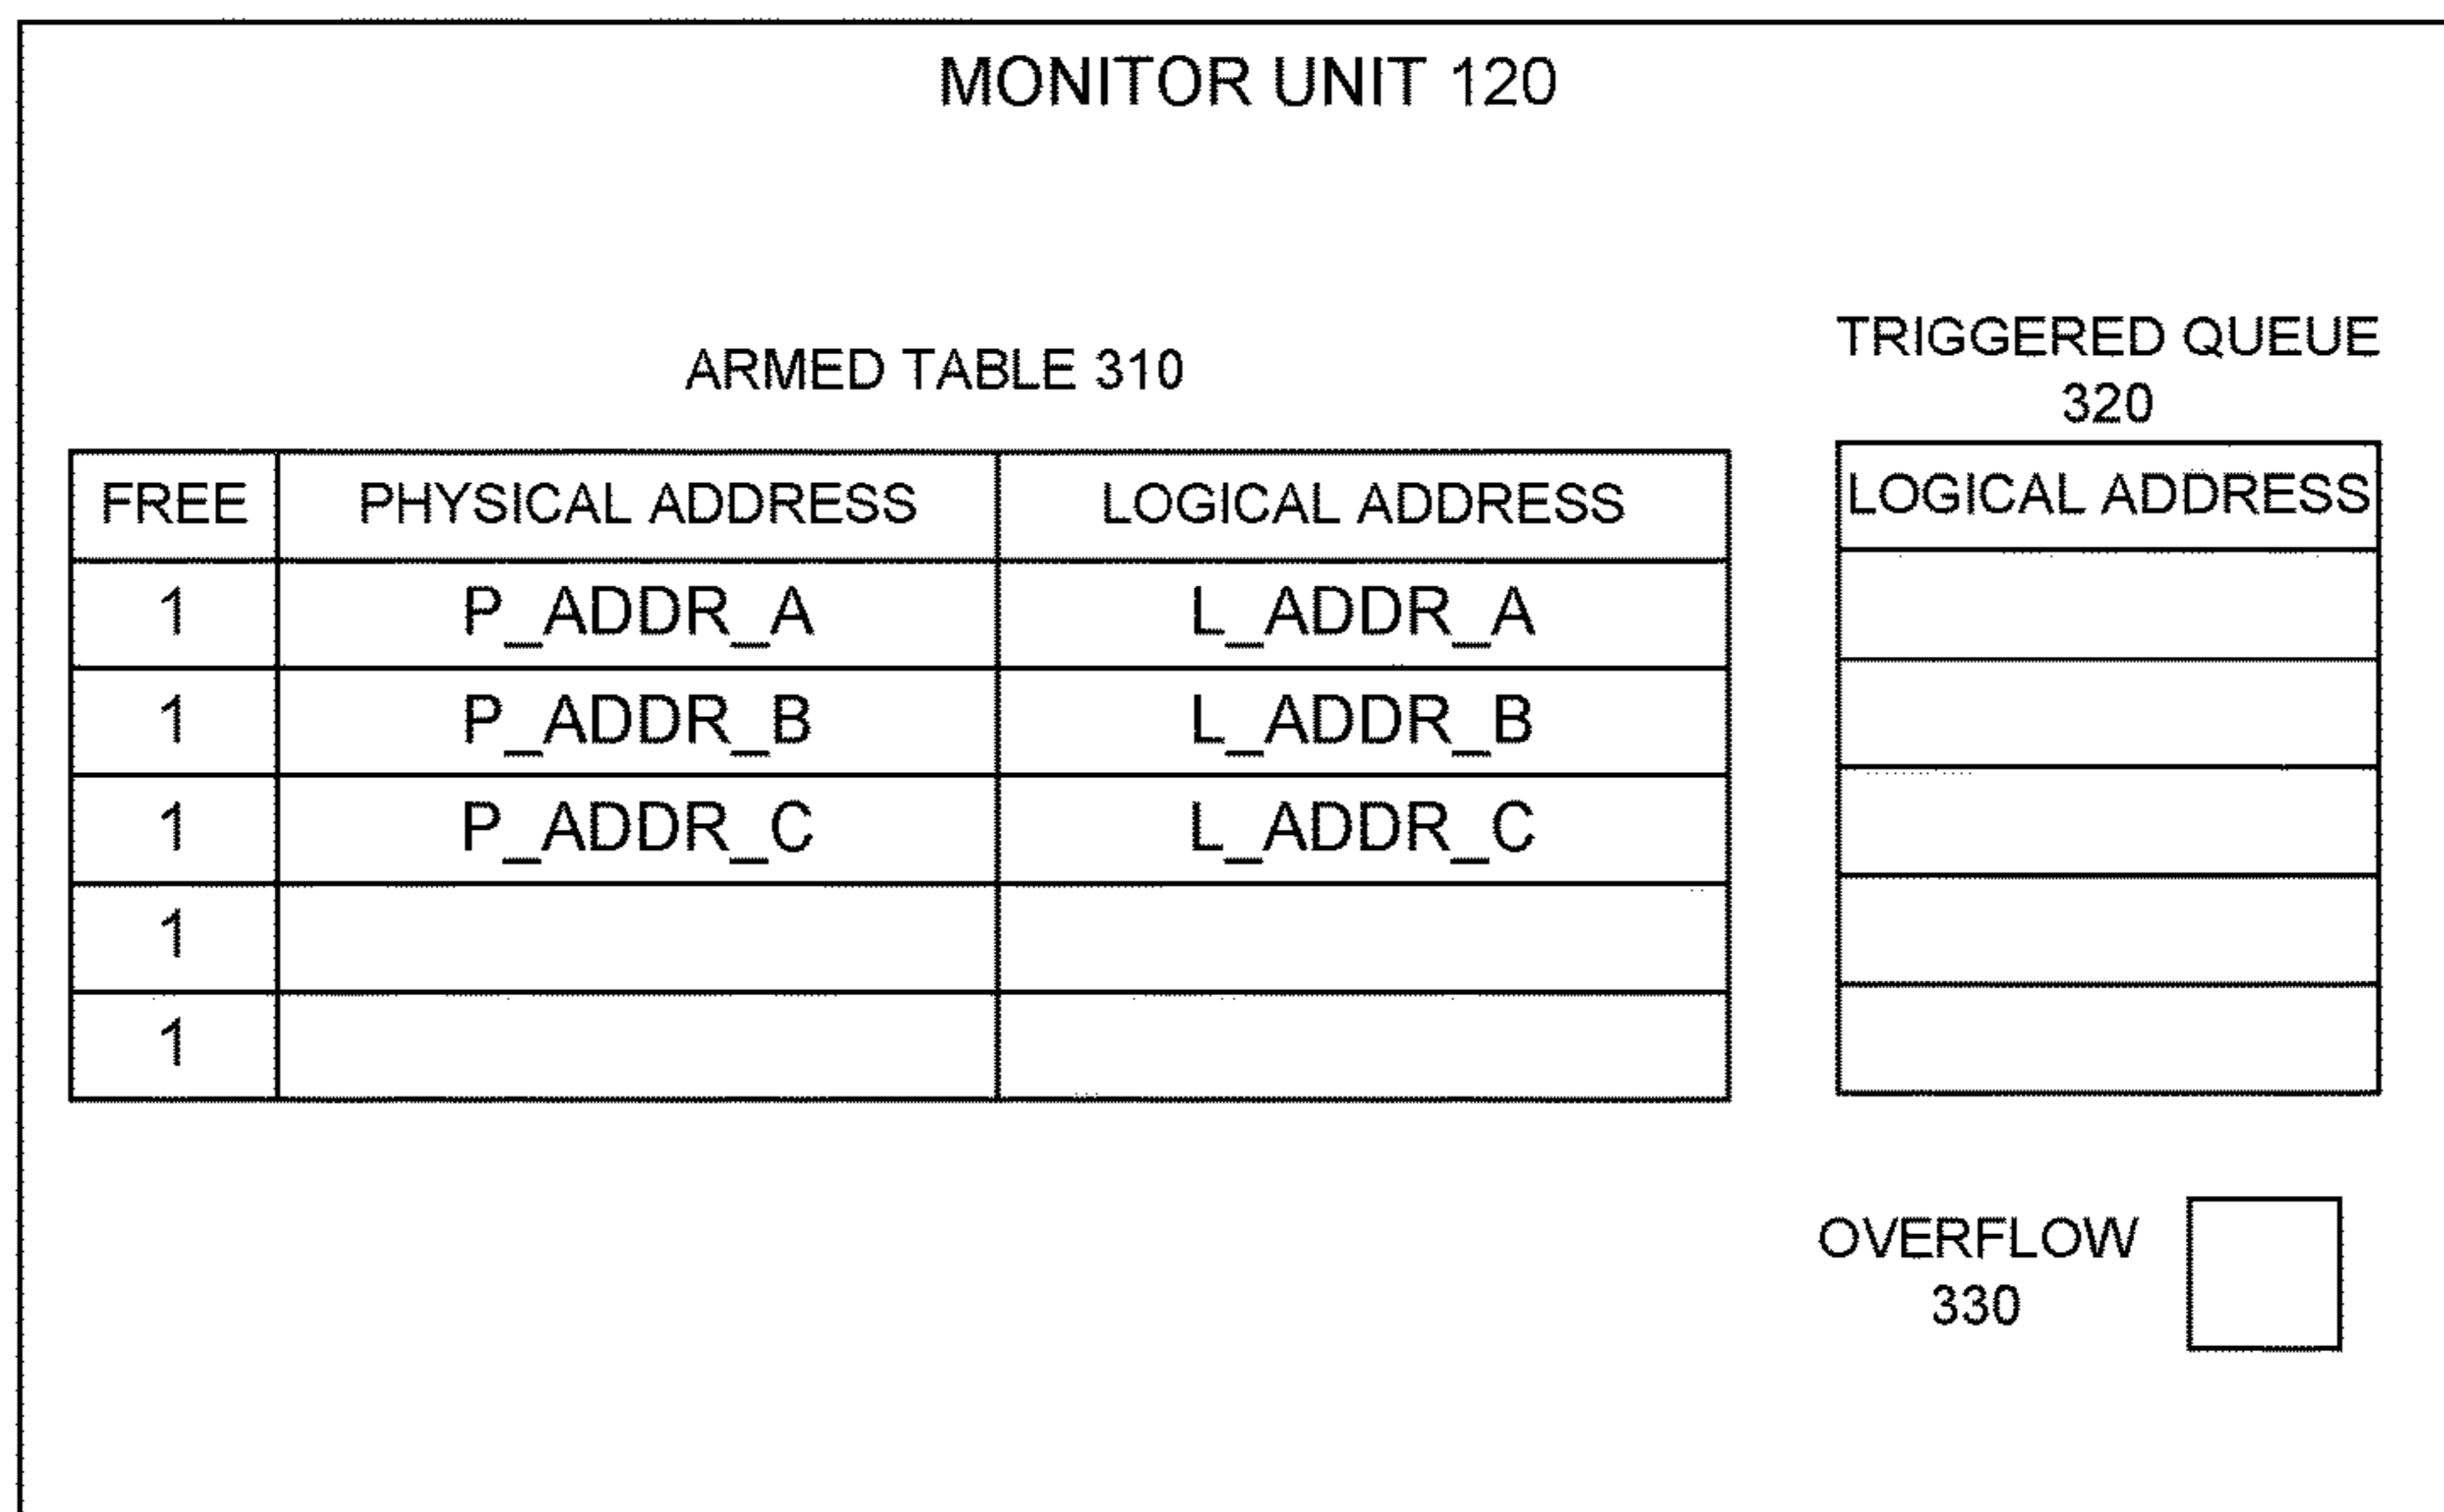 MONITOR UNIT 120
ARMED TABLE 310
FREE PHYSICAL ADDRESS LOGICAL ADDRESS
1 P_ADDR_A L_ADDR_A
1 P_ADDR_B L_ADDR_B
1 P_ADDR_C L_ADDR_C
1
1
TRIGGERED QUEUE
320
LOGICAL ADDRESS
OVERFLOW
330